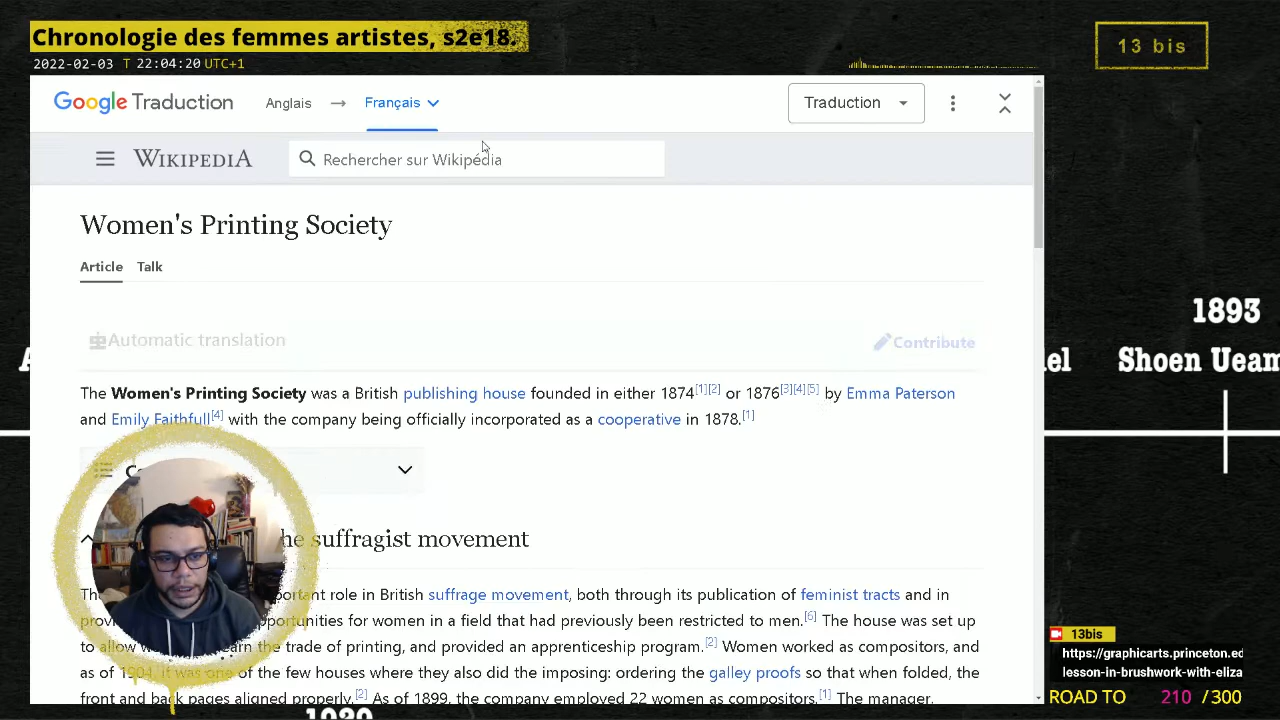 Chronologie des femmes artistes, s2e18.
2022-02-03 T 22:04:20 UTC+1
13 bis
Google Traduction Anglais → Français Traduction
WIKIPEDIA Rechercher sur Wikipédia
Women's Printing Society
Article Talk
Automatic translation Contribute
The Women's Printing Society was a British publishing house founded in either 1874[1][2] or 1876[3][4][5] by Emma Paterson
and Emily Faithfull[4] with the company being officially incorporated as a cooperative in 1878.[1]
suffragist movement
role in British suffrage movement, both through its publication of feminist tracts and in
for women in a field that had previously been restricted to men.[6] The house was set up
to allow the trade of printing, and provided an apprenticeship program.[2] Women worked as compositors, and
as of 1904, it was one of the few houses where they also did the imposing: ordering the galley proofs so that when folded, the
front and back pages aligned properly.[2] As of 1899, the company employed 22 women as compositors.[1] The manager,
1893
Shoen Ueam
13bis
https://graphicarts.princeton.ed
lesson-in-brushwork-with-eliza
ROAD TO 210 /300